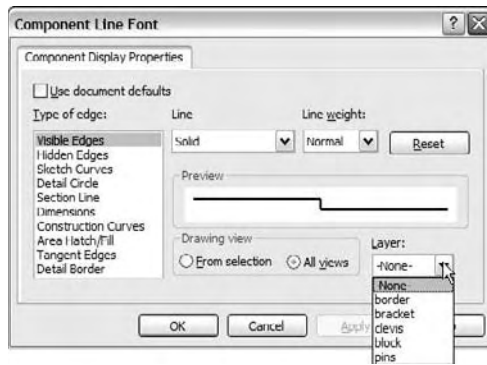 Component Line Font
?
X
Component Display Properties
Use document defaults
Type of edge:
Line
Line weight:
Visible Edges
Hidden Edges
Sketch Curves
Detail Circle
Section Line
Dimensions
Construction Curves
Area Hatch/Fill
Tangent Edges
Detail Border
Solid
Normal
Reset
Preview
Drawing view
From selection
All views
Layer:
-None-
-None-
border
bracket
clevis
block
pins
OK
Cancel
Apply